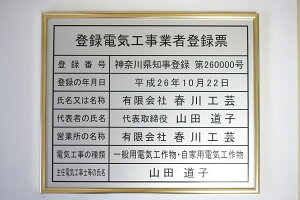 登録電気工事業者登録票
登録番号 神奈川県知事登録 第260000号
登録の年月日 平成26年10月22日
氏名又は名称 有限会社 春川工芸
代表者の氏名 代表取締役 山田 道子
営業所の名称 有限会社 春川工芸
電気工事の種類 一般用電気工作物・自家用電気工作物
主任電気工事士等の氏名 山田 道子